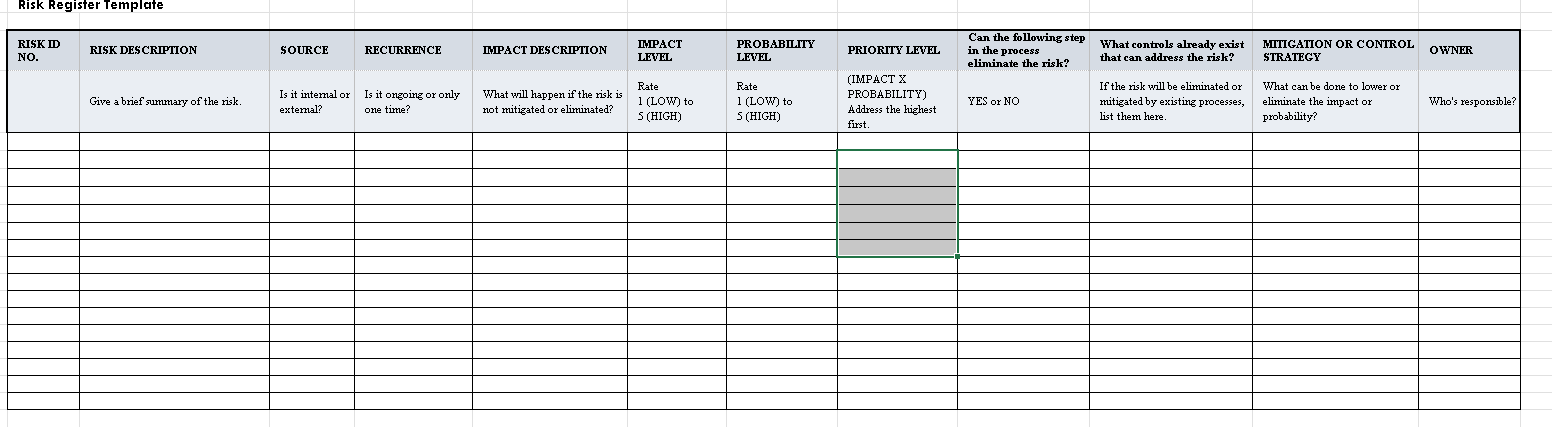 Risk Register Template
RISK ID
NO.
RISK DESCRIPTION
SOURCE
RECURRENCE
IMPACT DESCRIPTION
IMPACT
LEVEL
PROBABILITY
LEVEL
PRIORITY LEVEL
Can the following step
in the process
eliminate the risk?
What controls already exist
that can address the risk?
MITIGATION OR CONTROL
STRATEGY
OWNER
Give a brief summary of the risk.
Is it internal or
external?
Is it ongoing or only
one time?
What will happen if the risk is
not mitigated or eliminated?
Rate
1 (LOW) to
5 (HIGH)
Rate
1 (LOW) to
5 (HIGH)
(IMPACT X
PROBABILITY)
Address the highest
first.
YES or NO
If the risk will be eliminated or
mitigated by existing processes,
list them here.
What can be done to lower or
eliminate the impact or
probability?
Who's responsible?